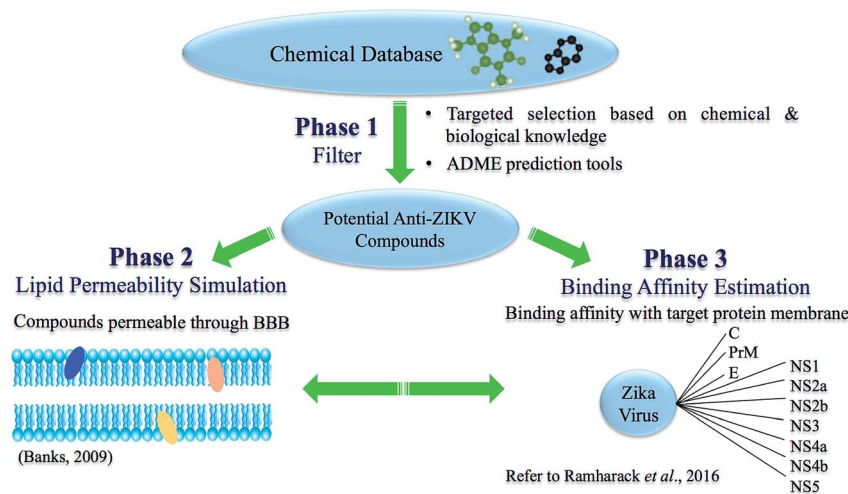 Chemical Database
Phase 1
Filter
• Targeted selection based on chemical &
biological knowledge
• ADME prediction tools
Potential Anti-ZIKV
Compounds
Phase 2
Lipid Permeability Simulation
Compounds permeable through BBB
(Banks, 2009)
Phase 3
Binding Affinity Estimation
Binding affinity with target protein membrane
C
PrM
E
NS1
NS2a
NS2b
NS3
NS4a
NS4b
NS5
Zika
Virus
Refer to Ramharack et al., 2016